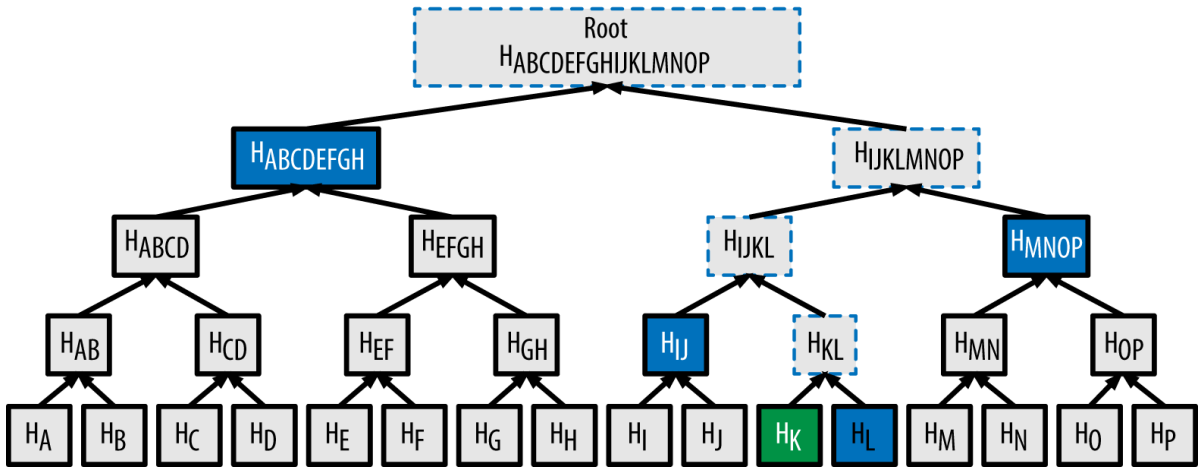 Root
HABCDEFGHIJKLMNOP
HABCDEFGH
HIJKLMNOP
HABCD
HEFGH
HIJKL
HMNOP
HAB
HCD
HEF
HGH
HIJ
HKL
HMN
HOP
HA
HB
HC
HD
HE
HF
HG
HH
HI
HJ
HK
HL
HM
HN
HO
HP